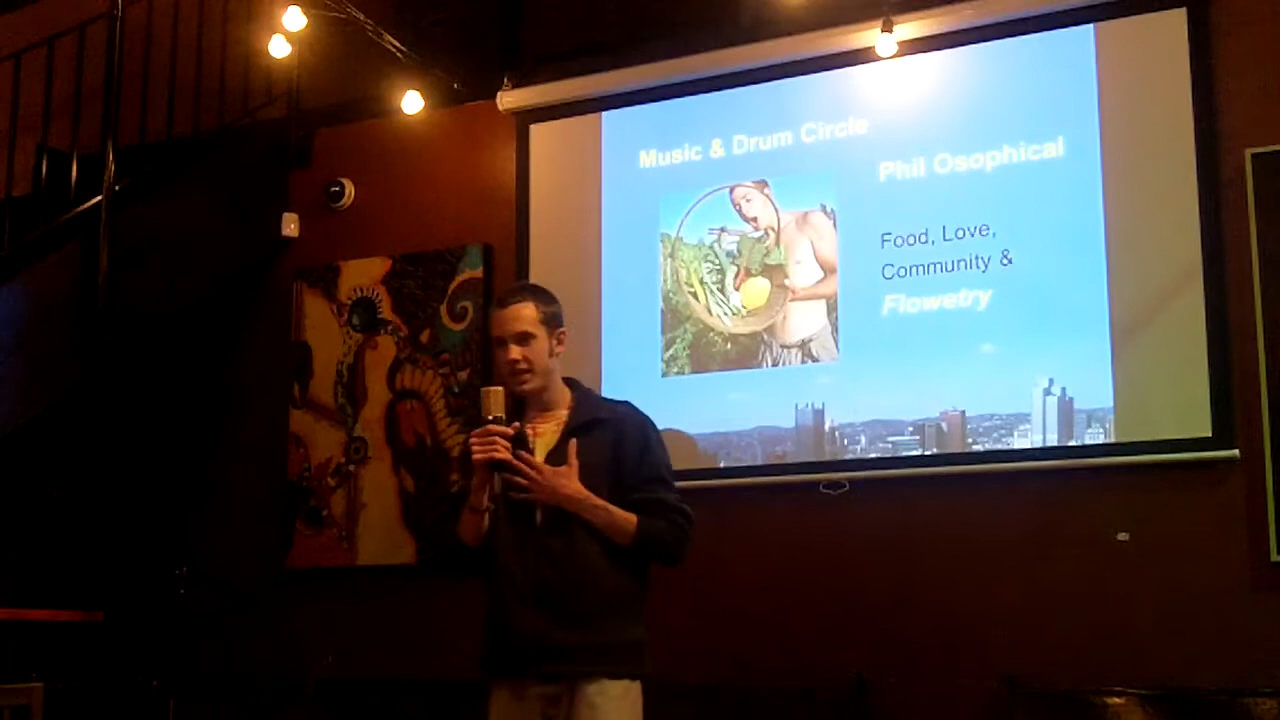 Music & Drum Circle
Phil Osophical
Food, Love,
Community &
Flowetry